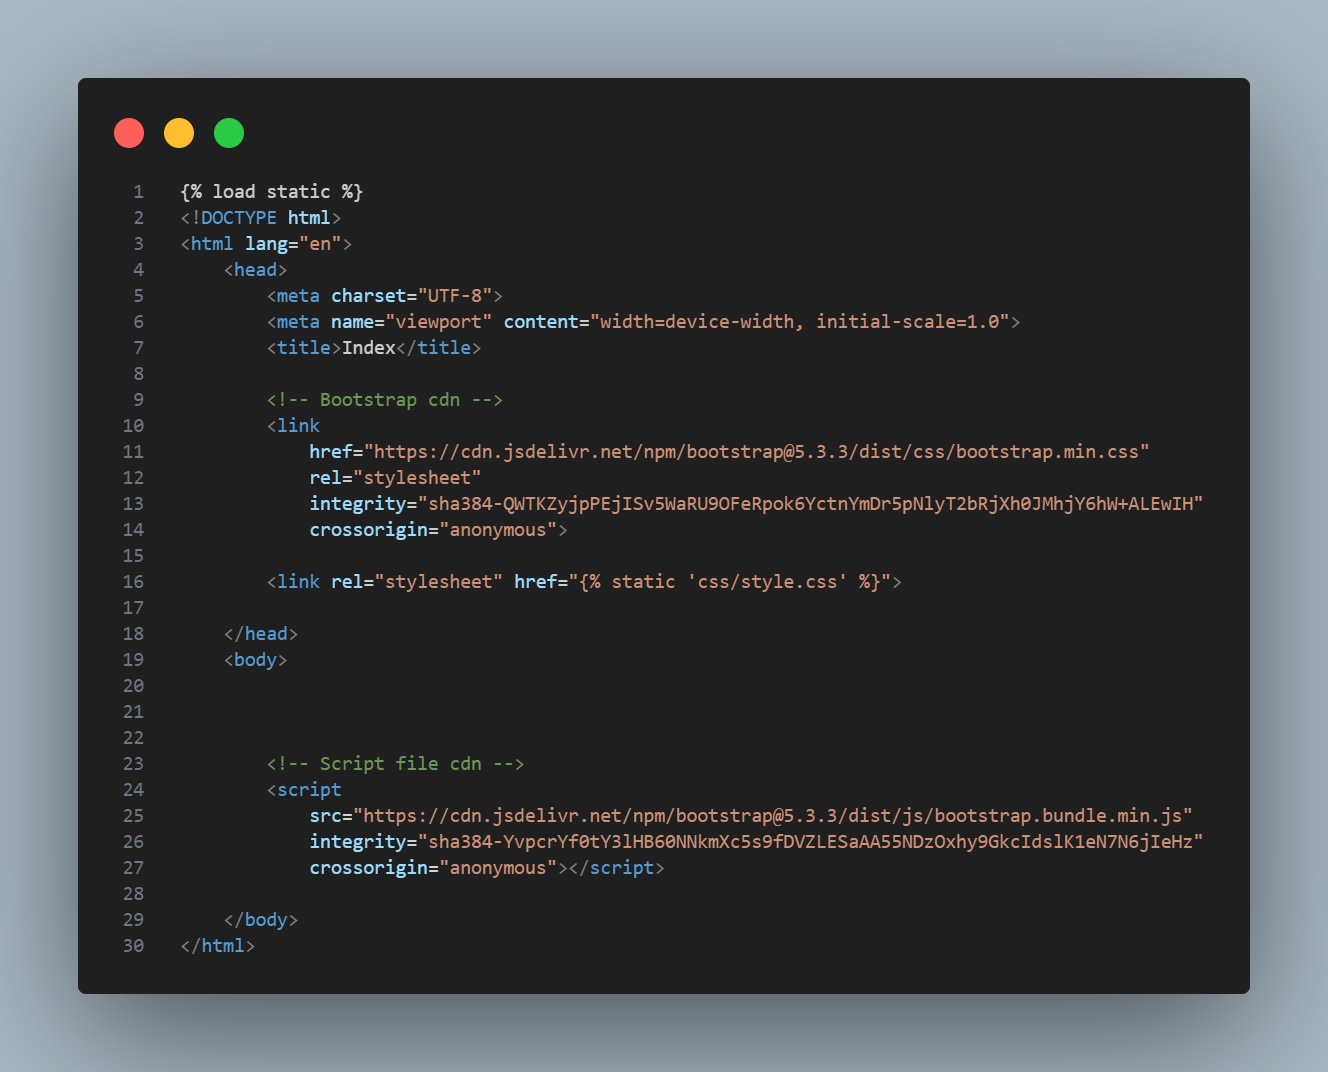 1 {% load static %}
2 <!DOCTYPE html>
3 <html lang="en">
4     <head>
5         <meta charset="UTF-8">
6         <meta name="viewport" content="width=device-width, initial-scale=1.0">
7         <title>Index</title>
8
9         <!-- Bootstrap cdn -->
10         <link
11             href="https://cdn.jsdelivr.net/npm/bootstrap@5.3.3/dist/css/bootstrap.min.css"
12             rel="stylesheet"
13             integrity="sha384-QWTKZyjpPEjISv5WaRU9OFeRpok6YctnYmDr5pNlyT2bRjXh0JMhjY6hW+ALEwIH"
14             crossorigin="anonymous">
15
16         <link rel="stylesheet" href="{% static 'css/style.css' %}">
17
18     </head>
19     <body>
20
21
22
23         <!-- Script file cdn -->
24         <script
25             src="https://cdn.jsdelivr.net/npm/bootstrap@5.3.3/dist/js/bootstrap.bundle.min.js"
26             integrity="sha384-YvpcrYf0tY3lHB60NNkmXc5s9fDVZLESaAA55NDzOxhy9GkcIdslK1eN7N6jIeHz"
27             crossorigin="anonymous"></script>
28
29     </body>
30 </html>